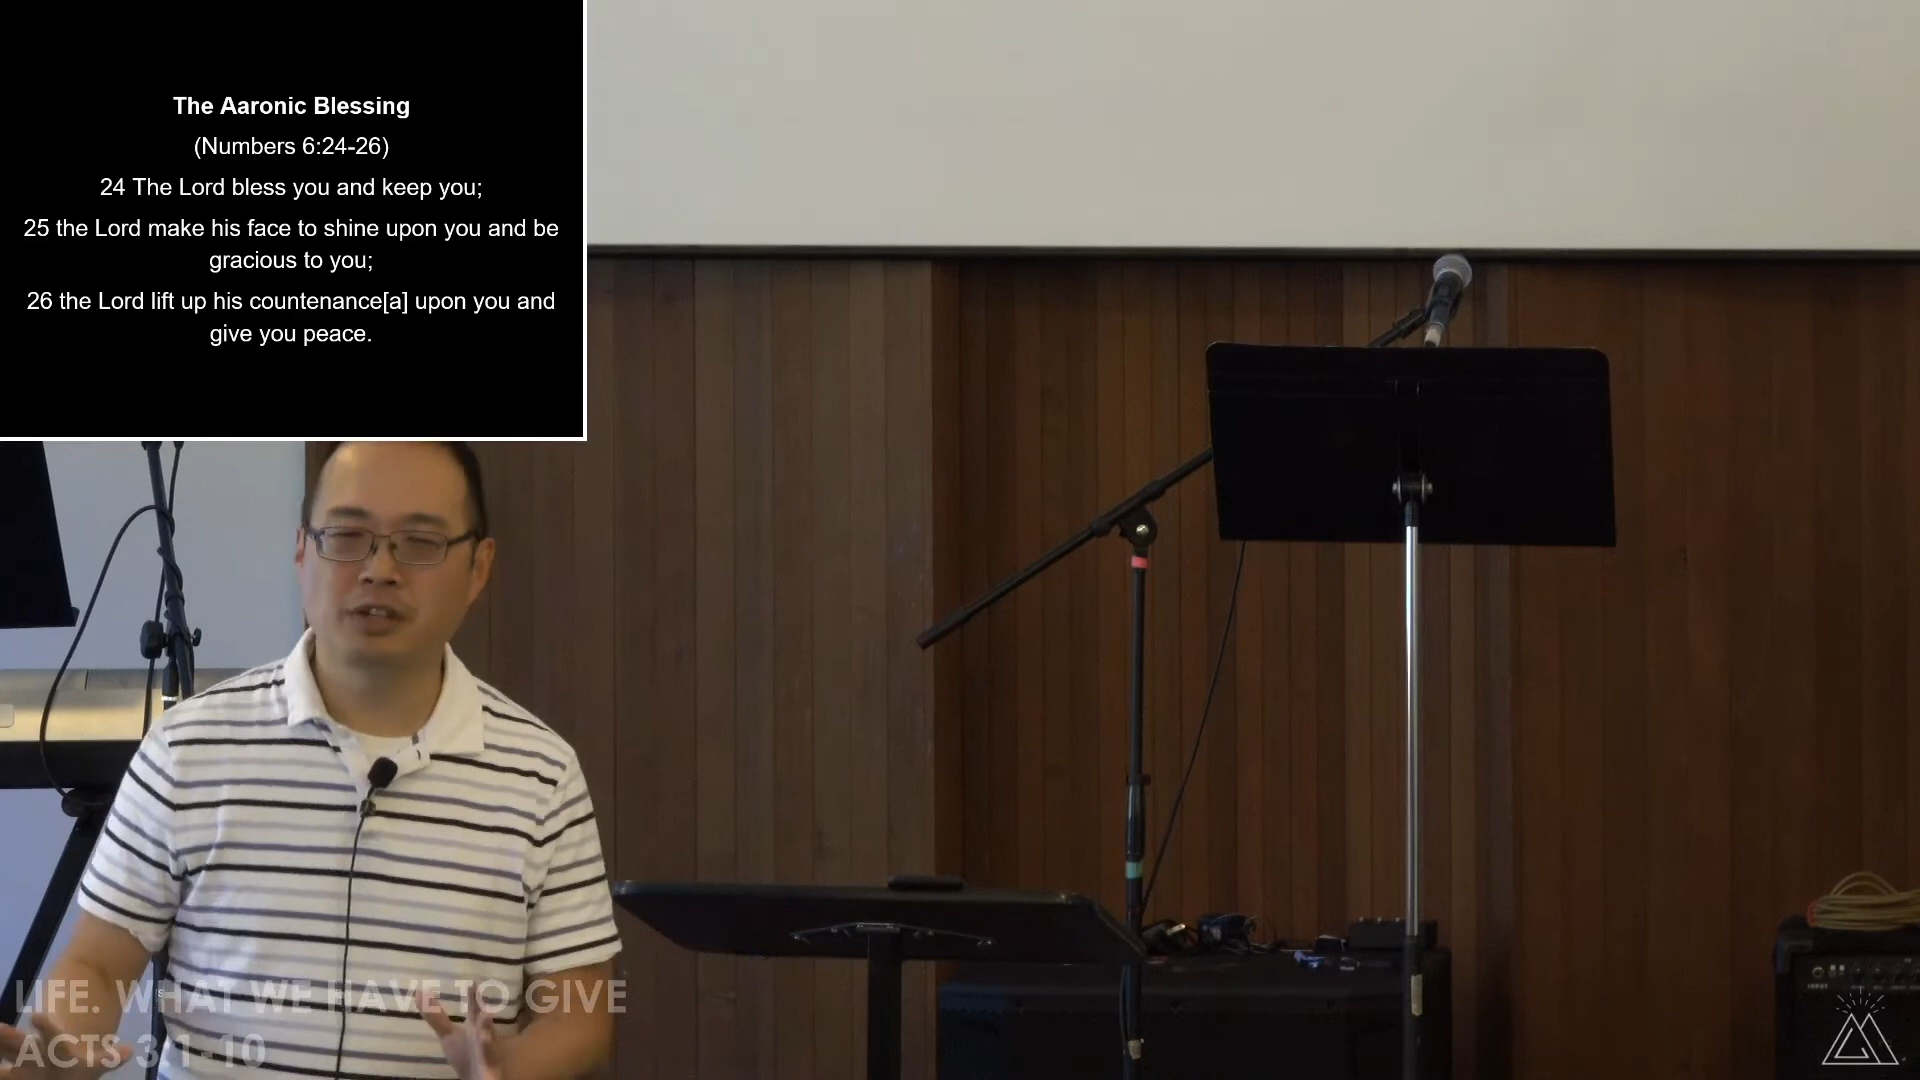 The Aaronic Blessing
(Numbers 6:24-26)
24 The Lord bless you and keep you;
25 the Lord make his face to shine upon you and be
gracious to you;
26 the Lord lift up his countenance[a] upon you and
give you peace.
LIFE. WHAT WE HAVE TO GIVE
ACTS 3:1-10